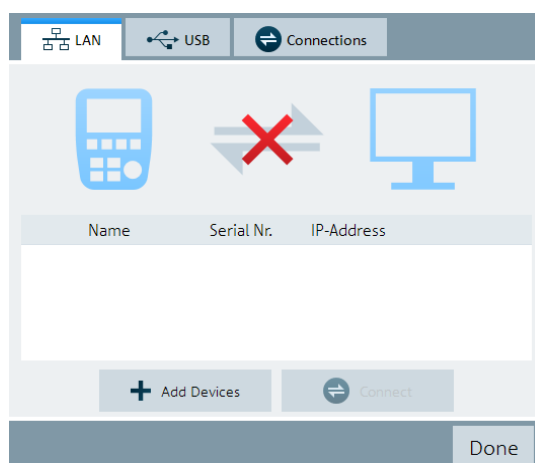 LAN USB Connections
Name Serial Nr. IP-Address
Add Devices Connect
Done